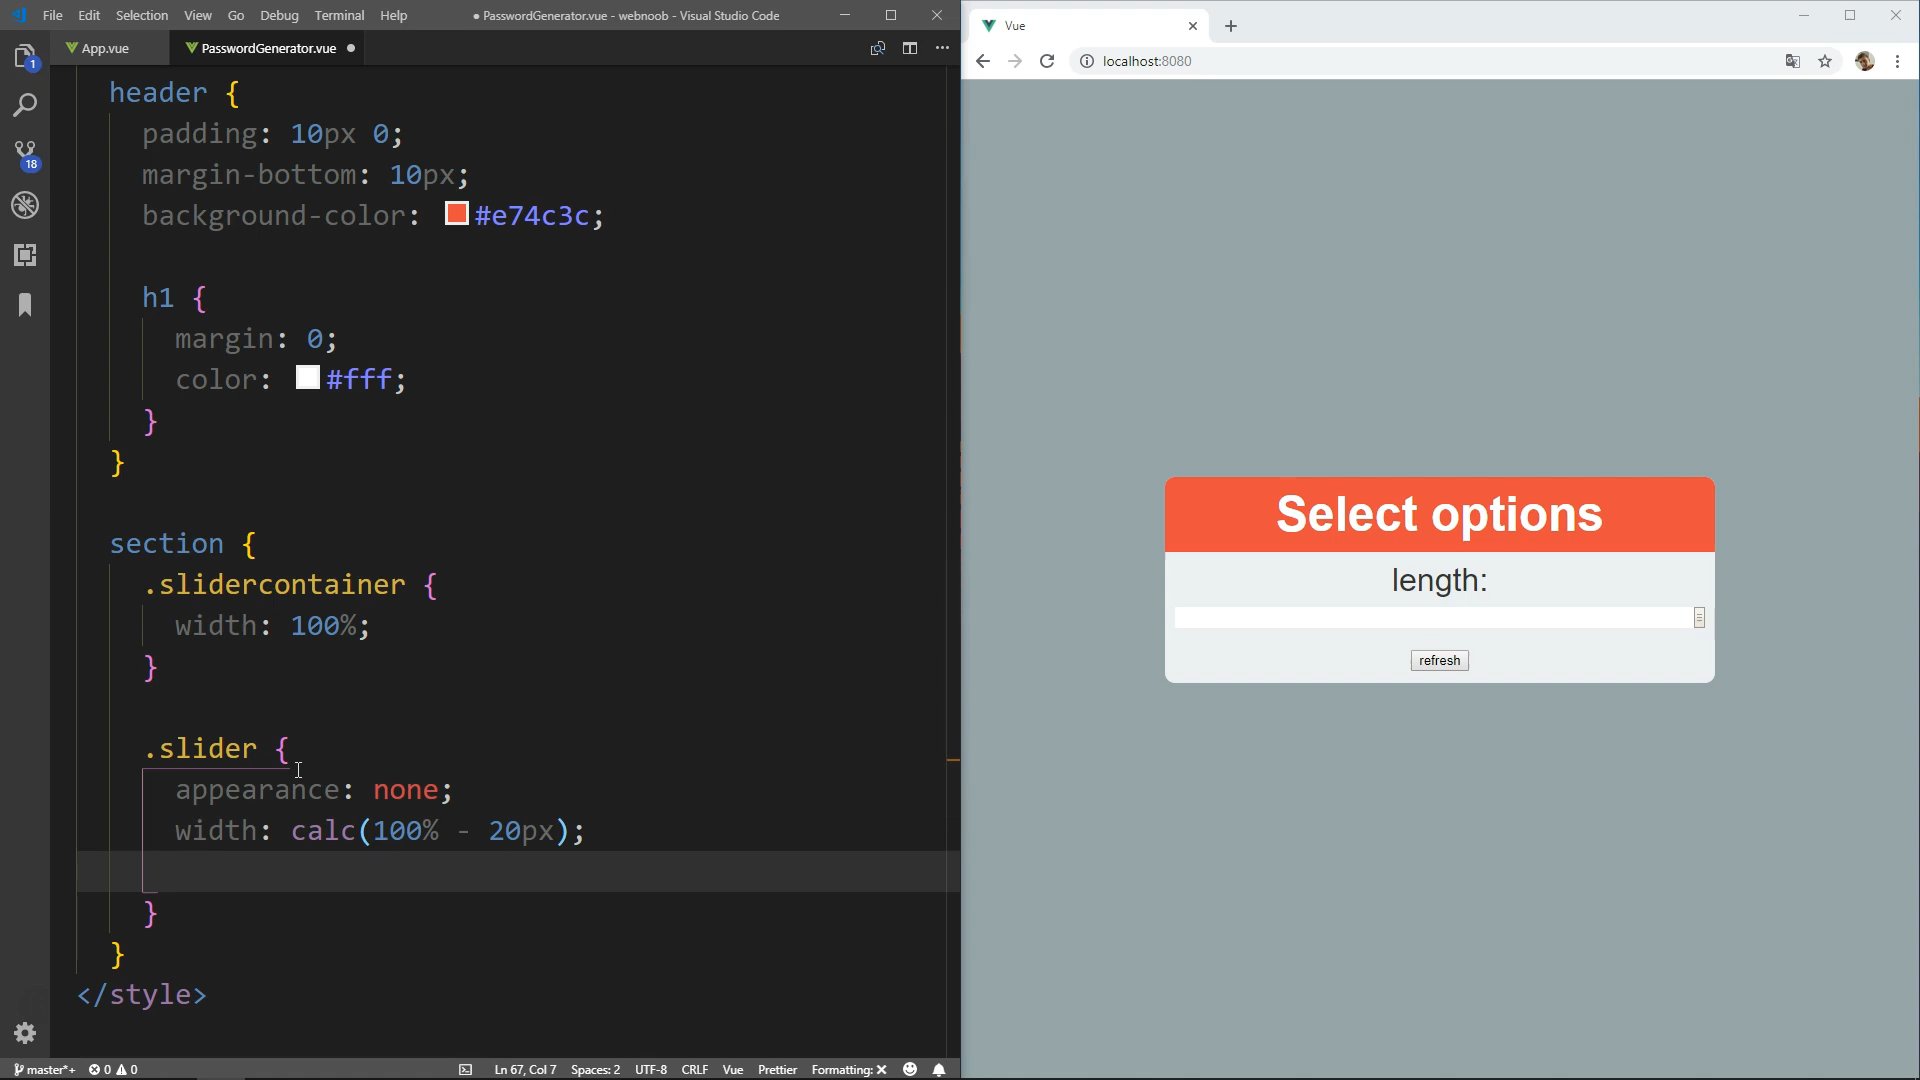 File Edit Selection View Go Debug Terminal Help ● PasswordGenerator.vue - webnoob - Visual Studio Code
App.vue PasswordGenerator.vue ●
1
18
header {
padding: 10px 0;
margin-bottom: 10px;
background-color: #e74c3c;
h1 {
margin: 0;
color: #fff;
}
}
section {
.slidercontainer {
width: 100%;
}
.slider {
appearance: none;
width: calc(100% - 20px);
}
}
</style>
master*+ 0 0 Ln 67, Col 7 Spaces: 2 UTF-8 CRLF Vue Prettier Formatting: ✕
Vue
localhost:8080
Select options
length:
refresh